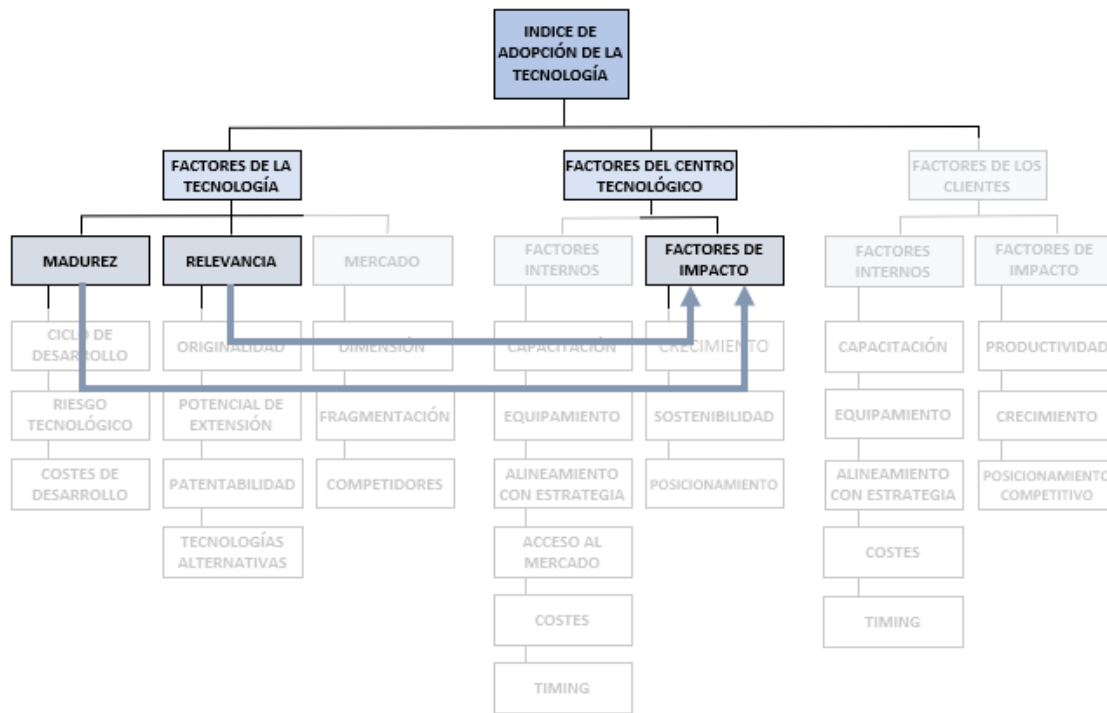 INDICE DE
ADOPCIÓN DE LA
TECNOLOGÍA
FACTORES DE LA
TECNOLOGÍA
FACTORES DEL CENTRO
TECNOLÓGICO
FACTORES DE LOS
CLIENTES
MADUREZ
RELEVANCIA
MERCADO
FACTORES
INTERNOS
FACTORES DE
IMPACTO
FACTORES
INTERNOS
FACTORES DE
IMPACTO
CICLO DE
DESARROLLO
ORIGINALIDAD
DIMENSIÓN
CAPACITACIÓN
CRECIMIENTO
CAPACITACIÓN
PRODUCTIVIDAD
RIESGO
TECNOLÓGICO
POTENCIAL DE
EXTENSIÓN
FRAGMENTACIÓN
EQUIPAMIENTO
SOSTENIBILIDAD
EQUIPAMIENTO
CRECIMIENTO
COSTES DE
DESARROLLO
PATENTABILIDAD
COMPETIDORES
ALINEAMIENTO
CON ESTRATEGIA
POSICIONAMIENTO
ALINEAMIENTO
CON ESTRATEGIA
POSICIONAMIENTO
COMPETITIVO
TECNOLOGÍAS
ALTERNATIVAS
ACCESO AL
MERCADO
COSTES
COSTES
TIMING
TIMING